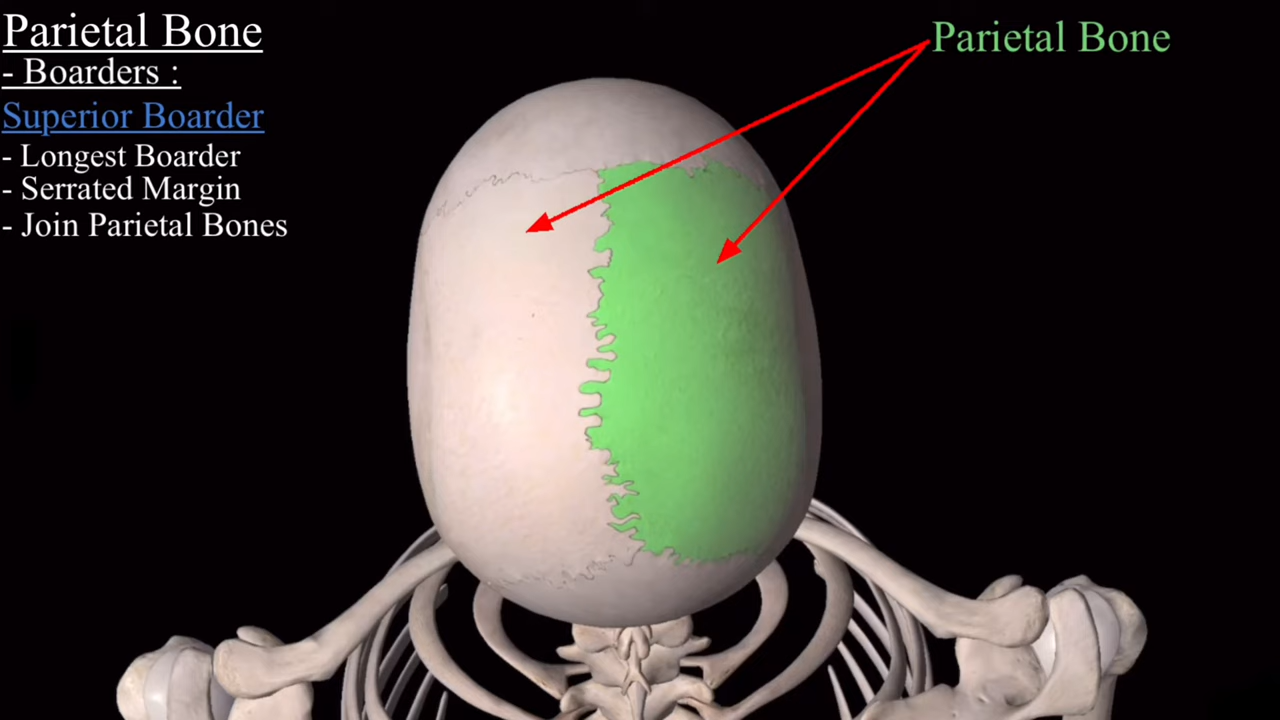 Parietal Bone
- Boarders :
Superior Boarder
- Longest Boarder
- Serrated Margin
- Join Parietal Bones
Parietal Bone